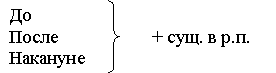 До
После + сущ. в р.п.
Накануне